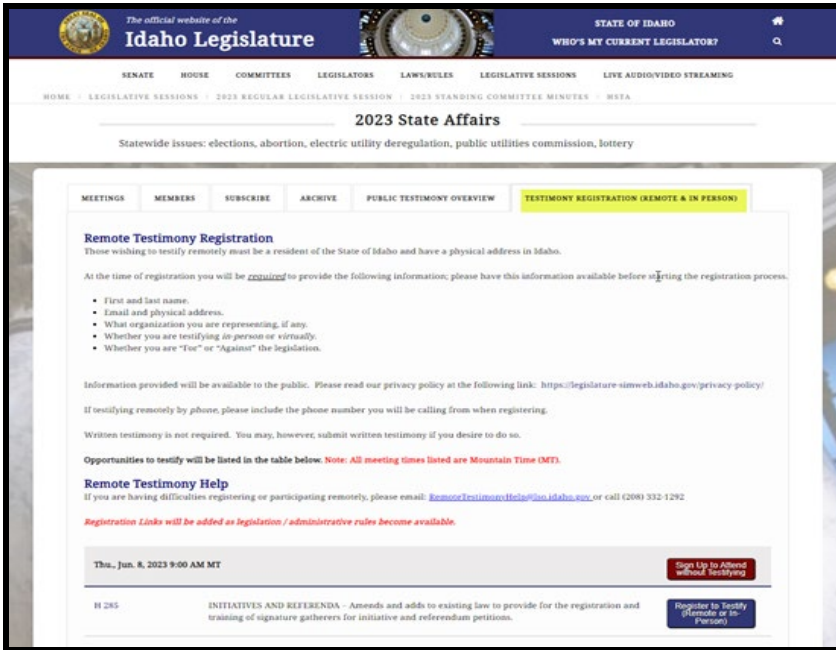 The official website of the
Idaho Legislature
STATE OF IDAHO
WHO'S MY CURRENT LEGISLATOR?
SENATE HOUSE COMMITTEES LEGISLATORS LAWS/RULES LEGISLATIVE SESSIONS LIVE AUDIO/VIDEO STREAMING
HOME / LEGISLATIVE SESSIONS / 2023 REGULAR LEGISLATIVE SESSION / 2023 STANDING COMMITTEE MINUTES / HSTA
2023 State Affairs
Statewide issues: elections, abortion, electric utility deregulation, public utilities commission, lottery
MEETINGS MEMBERS SUBSCRIBE ARCHIVE PUBLIC TESTIMONY OVERVIEW TESTIMONY REGISTRATION (REMOTE & IN PERSON)
Remote Testimony Registration
Those wishing to testify remotely must be a resident of the State of Idaho and have a physical address in Idaho.
At the time of registration you will be required to provide the following information; please have this information available before starting the registration process.
• First and last name.
• Email and physical address.
• What organization you are representing, if any.
• Whether you are testifying in-person or virtually.
• Whether you are "For" or "Against" the legislation.
Information provided will be available to the public. Please read our privacy policy at the following link: https://legislature-simweb.idaho.gov/privacy-policy/
If testifying remotely by phone, please include the phone number you will be calling from when registering.
Written testimony is not required. You may, however, submit written testimony if you desire to do so.
Opportunities to testify will be listed in the table below. Note: All meeting times listed are Mountain Time (MT).
Remote Testimony Help
If you are having difficulties registering or participating remotely, please email: RemoteTestimonyHelp@lso.idaho.gov or call (208) 332-1292
Registration Links will be added as legislation / administrative rules become available.
Thu., Jun. 8, 2023 9:00 AM MT
Sign Up to Attend
without Testifying
H 285
INITIATIVES AND REFERENDA – Amends and adds to existing law to provide for the registration and
training of signature gatherers for initiative and referendum petitions.
Register to Testify
(Remote or In-
Person)